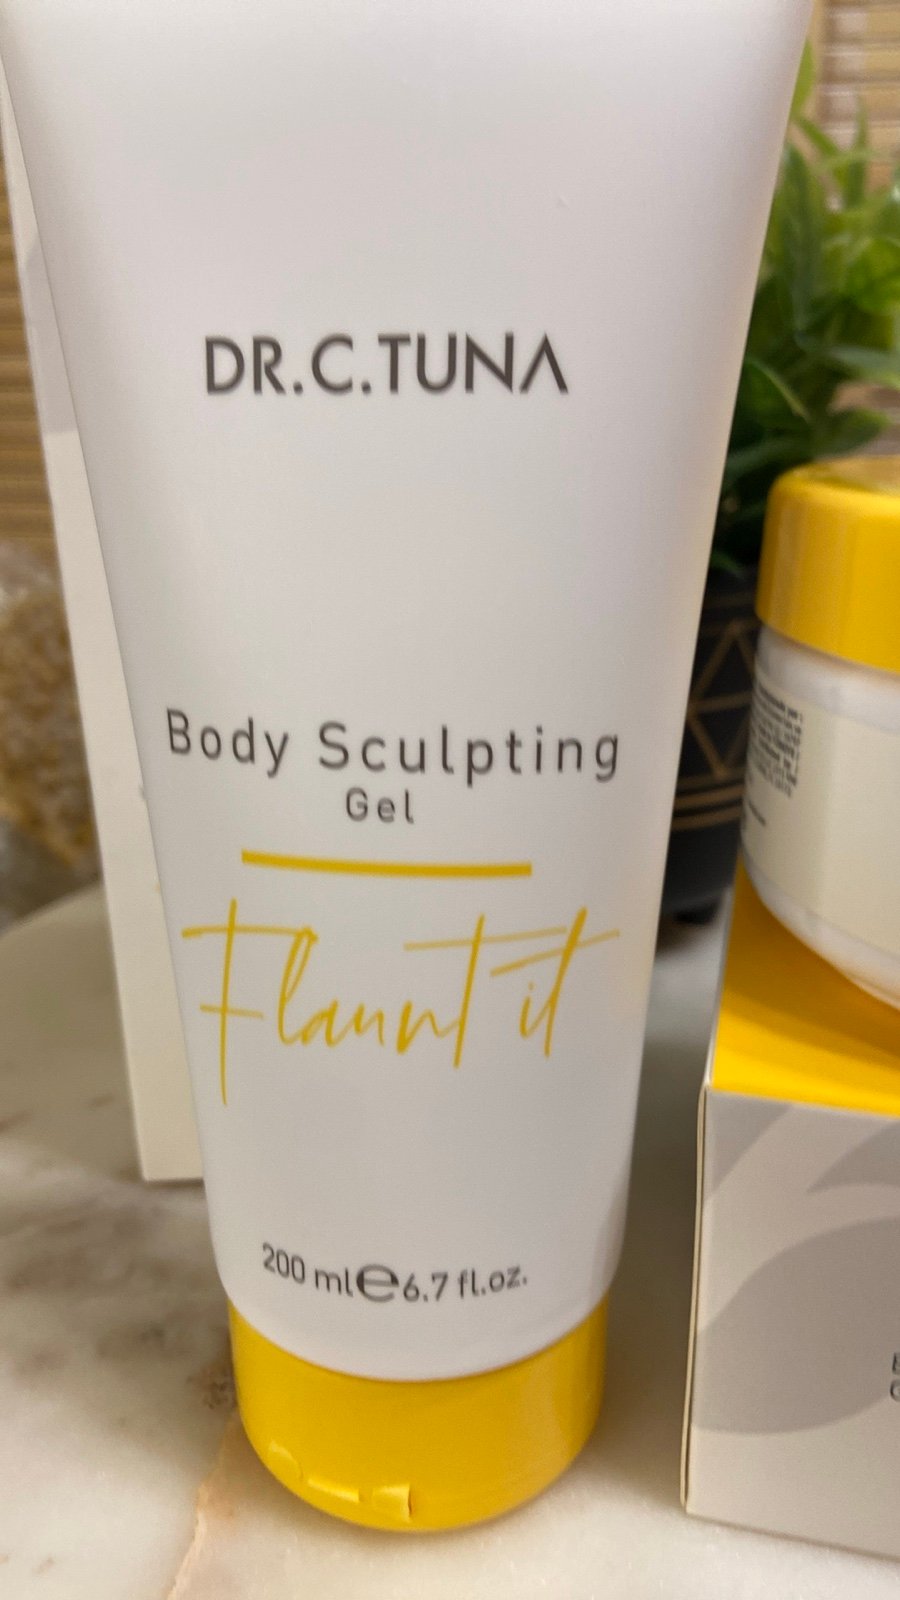 DR.C.TUNA
Body Sculpting
Gel
Flaunt it
200 ml e 6.7 fl.oz.